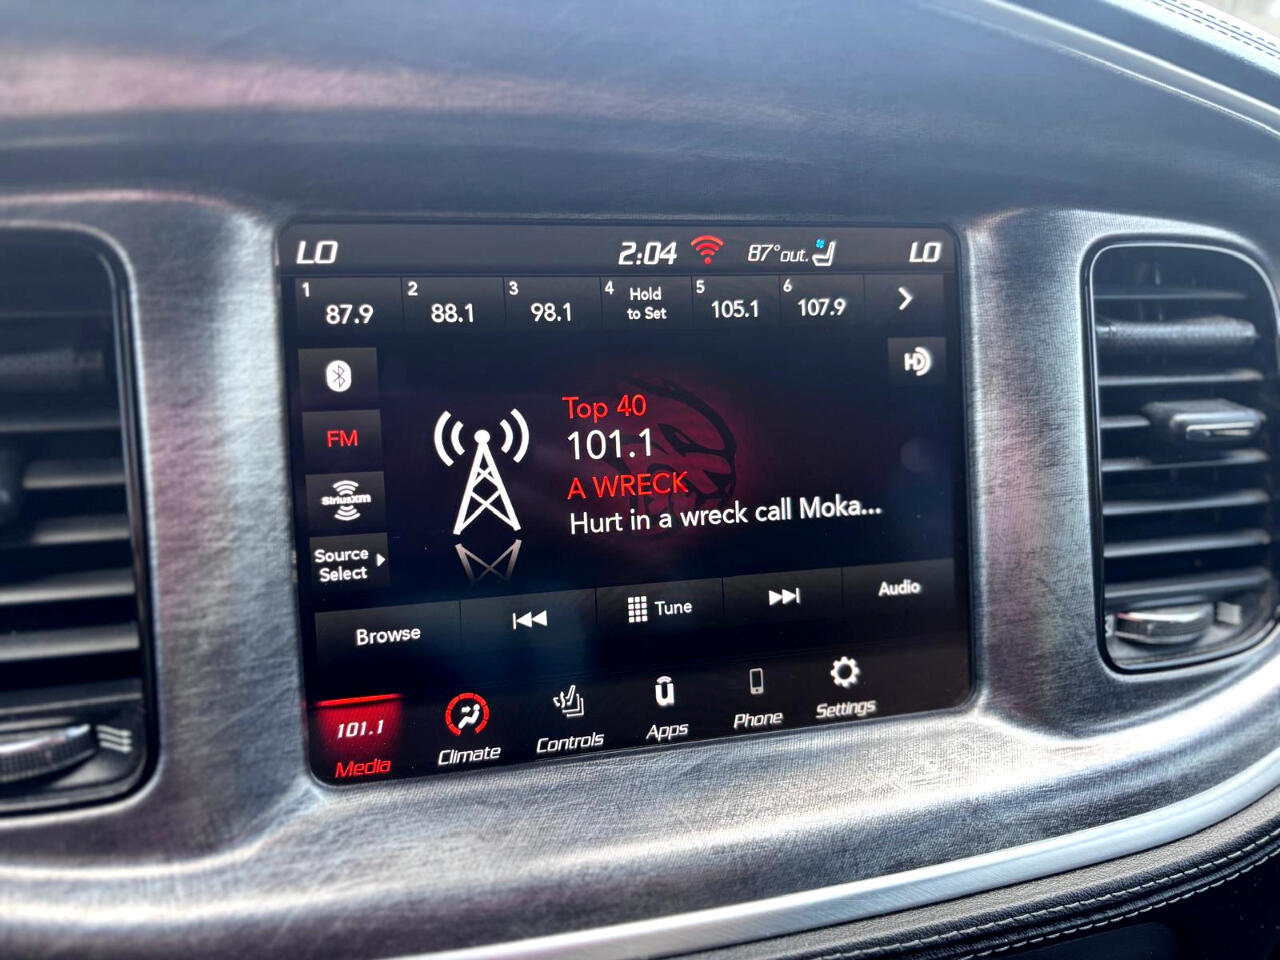 LO 2:04 87° out. LO
1 87.9 2 88.1 3 98.1 4 Hold to Set 5 105.1 6 107.9
HD
FM
SiriusXM
Source
Select
Top 40
101.1
A WRECK
Hurt in a wreck call Moka...
Browse Tune Audio
101.1
Media Climate Controls Apps Phone Settings